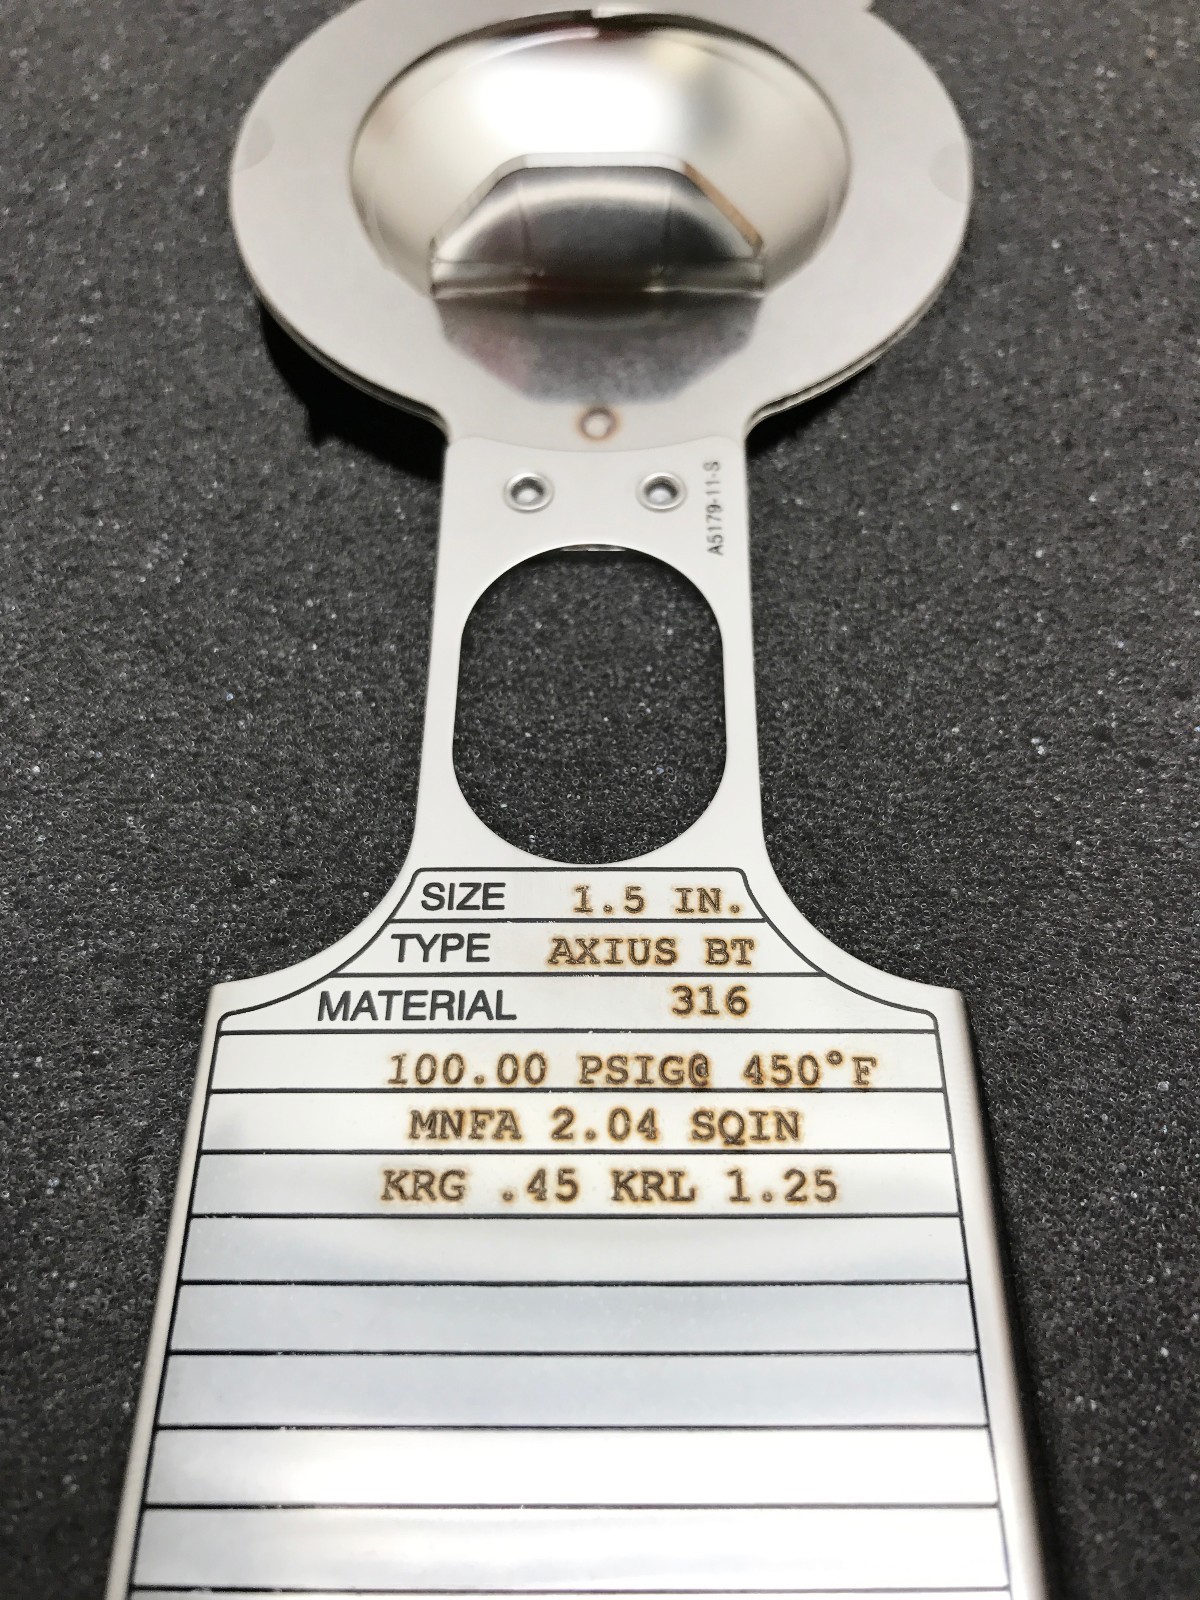 A5179-11-S
SIZE 1.5 IN.
TYPE AXIUS BT
MATERIAL 316
100.00 PSIG@ 450°F
MNFA 2.04 SQIN
KRG .45 KRL 1.25